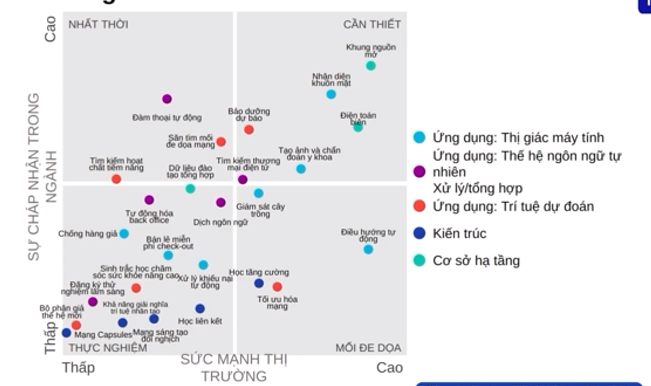 Cao
NHẤT THỜI
CẦN THIẾT
Khung nguồn
mở
Nhận diện
khuôn mặt
Đàm thoại tự động
Bảo dưỡng
dự báo
Điện toán
biên
Săn tìm mối
đe dọa mạng
Tạo ảnh và chẩn
đoán y khoa
Tìm kiếm hoạt
chất tiềm năng
Dữ liệu đào
tạo tổng hợp
Tìm kiếm thương
mại điện tử
SỰ CHẤP NHẬN TRONG
NGÀNH
Tự động hóa
back office
Dịch ngôn ngữ
Giám sát cây
trồng
Chống hàng giả
Bán lẻ miễn
phí check-out
Điều hướng tự
động
Sinh trắc học chăm
sóc sức khỏe nâng cao
Xử lý khiếu nại
tự động
Học tăng cường
Đăng ký thử
nghiệm lâm sàng
Tối ưu hóa
mạng
Bộ phận giả
thế hệ mới
Khả năng giải nghĩa
trí tuệ nhân tạo
Học liên kết
Mạng Capsules
Mạng sáng tạo
đối nghịch
Thấp
THỰC NGHIỆM
MỐI ĐE DỌA
Thấp
SỨC MẠNH THỊ
TRƯỜNG
Cao
Ứng dụng: Thị giác máy tính
Ứng dụng: Thế hệ ngôn ngữ tự
nhiên
Xử lý/tổng hợp
Ứng dụng: Trí tuệ dự đoán
Kiến trúc
Cơ sở hạ tầng